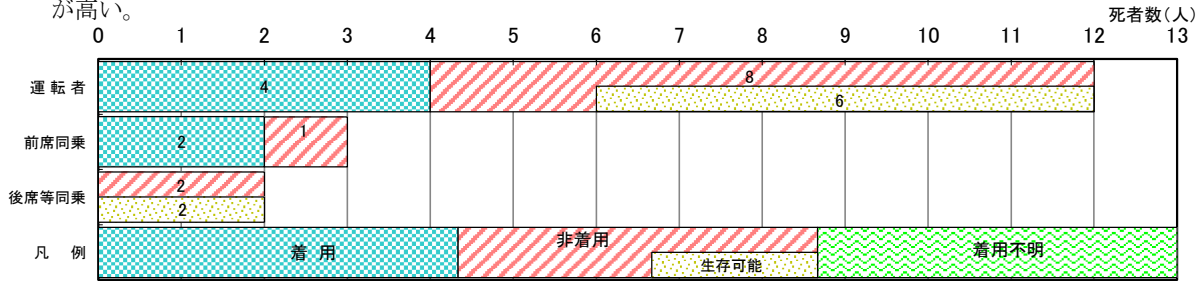 が高い。
死者数(人)
0 1 2 3 4 5 6 7 8 9 10 11 12 13
運転者 4 8
6
前席同乗 2 1
後席等同乗 2
2
凡 例 着 用 非着用 着用不明
生存可能